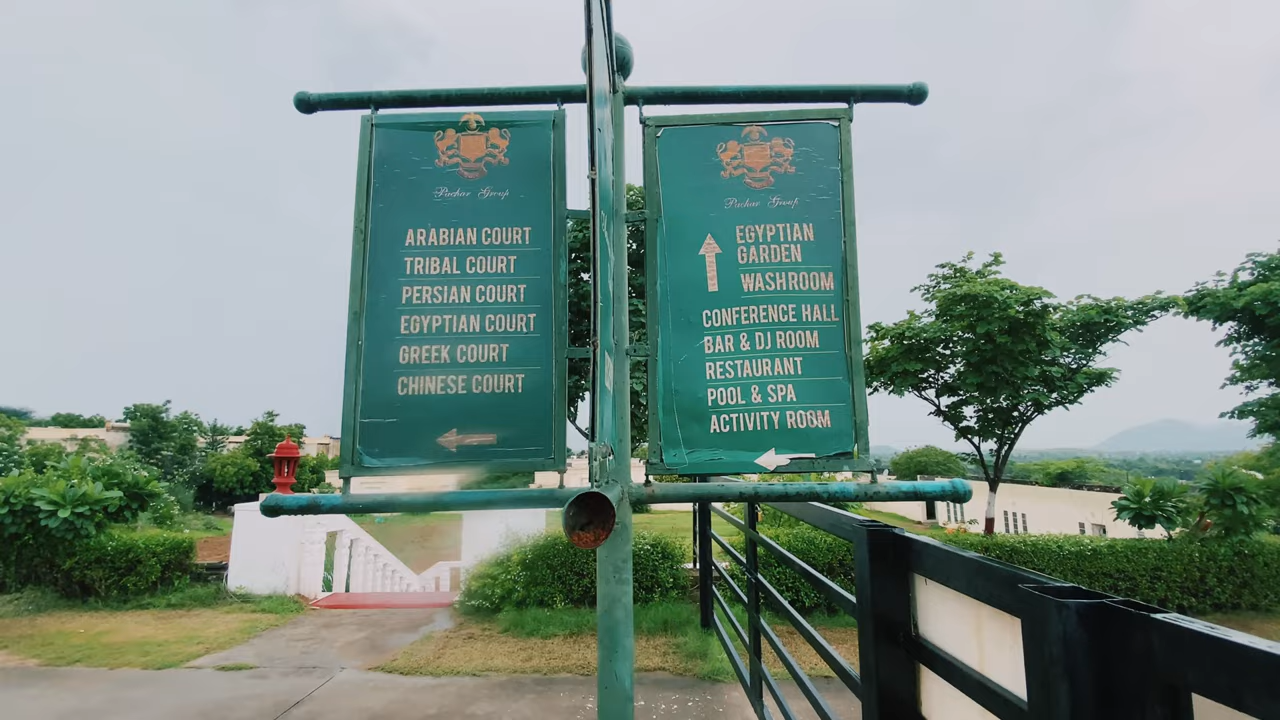 Pachar Group
ARABIAN COURT
TRIBAL COURT
PERSIAN COURT
EGYPTIAN COURT
GREEK COURT
CHINESE COURT
Pachar Group
EGYPTIAN
GARDEN
WASHROOM
CONFERENCE HALL
BAR & DJ ROOM
RESTAURANT
POOL & SPA
ACTIVITY ROOM